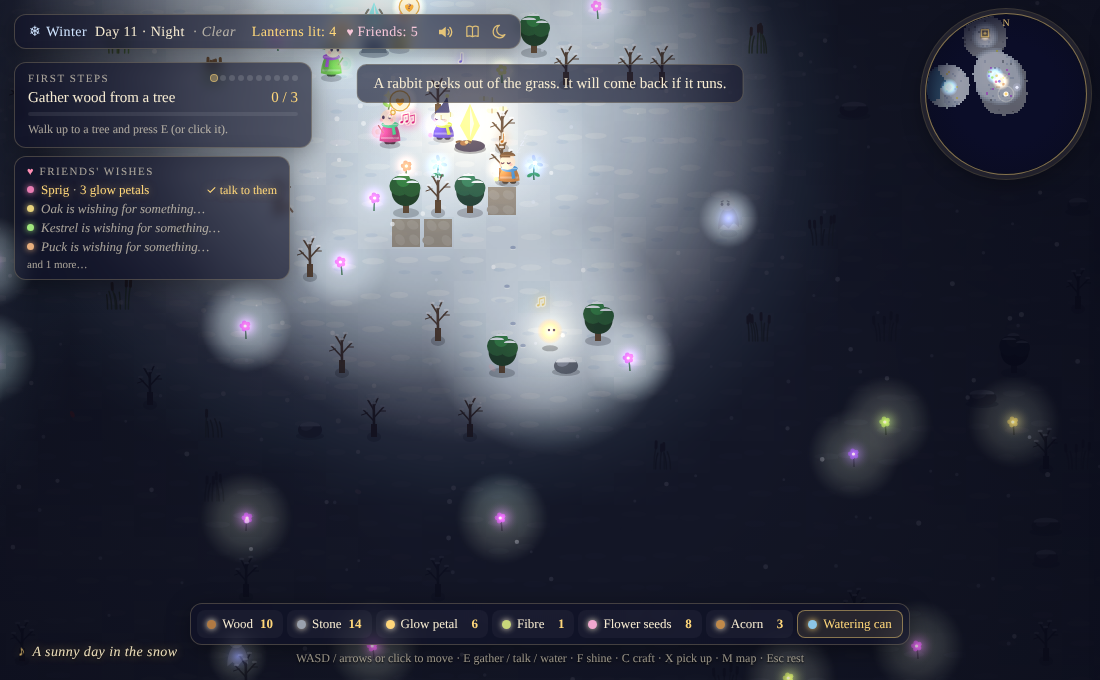 ❄ Winter Day 11 · Night · Clear Lanterns lit: 4 ♥ Friends: 5
N
A rabbit peeks out of the grass. It will come back if it runs.
FIRST STEPS
Gather wood from a tree 0 / 3
Walk up to a tree and press E (or click it).
♥ FRIENDS' WISHES
Sprig · 3 glow petals ✓ talk to them
Oak is wishing for something…
Kestrel is wishing for something…
Puck is wishing for something…
and 1 more…
Wood 10 Stone 14 Glow petal 6 Fibre 1 Flower seeds 8 Acorn 3 Watering can
♪ A sunny day in the snow
WASD / arrows or click to move · E gather / talk / water · F shine · C craft · X pick up · M map · Esc rest